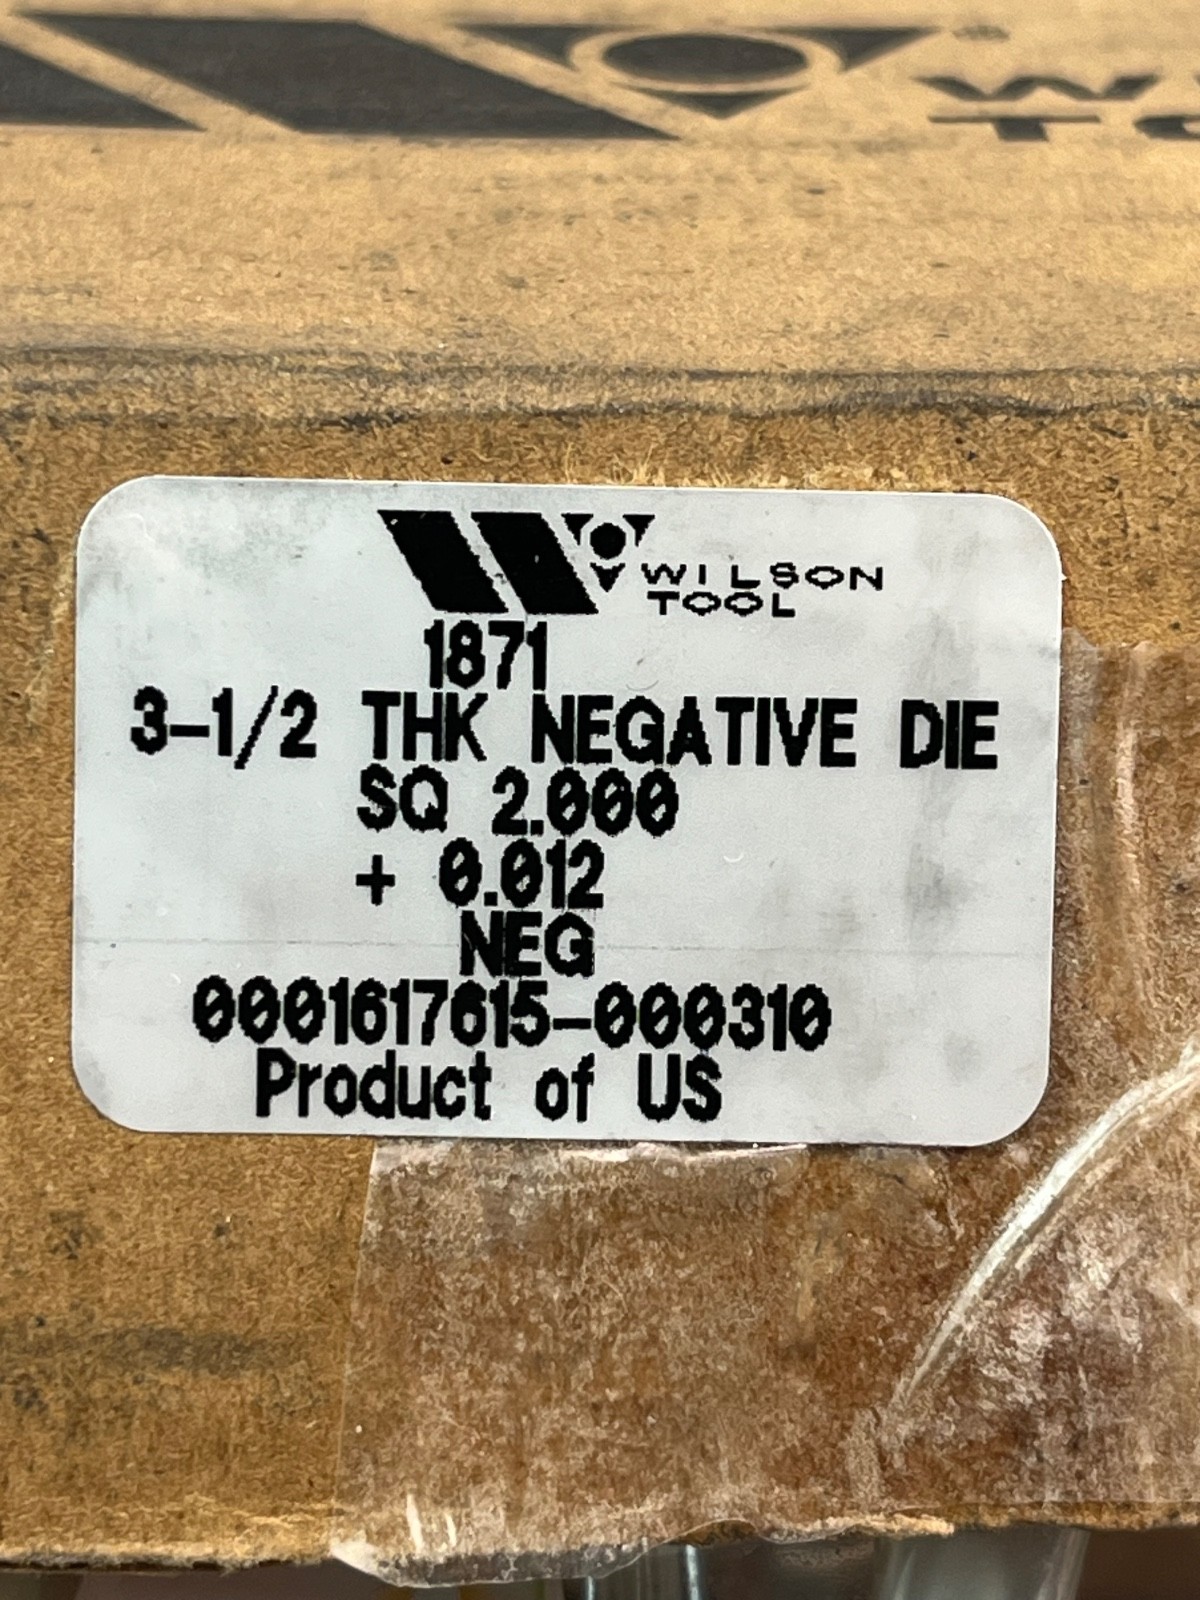 WILSON
TOOL
1871
3-1/2 THK NEGATIVE DIE
SQ 2.000
+ 0.012
NEG
0001617615-000310
Product of US